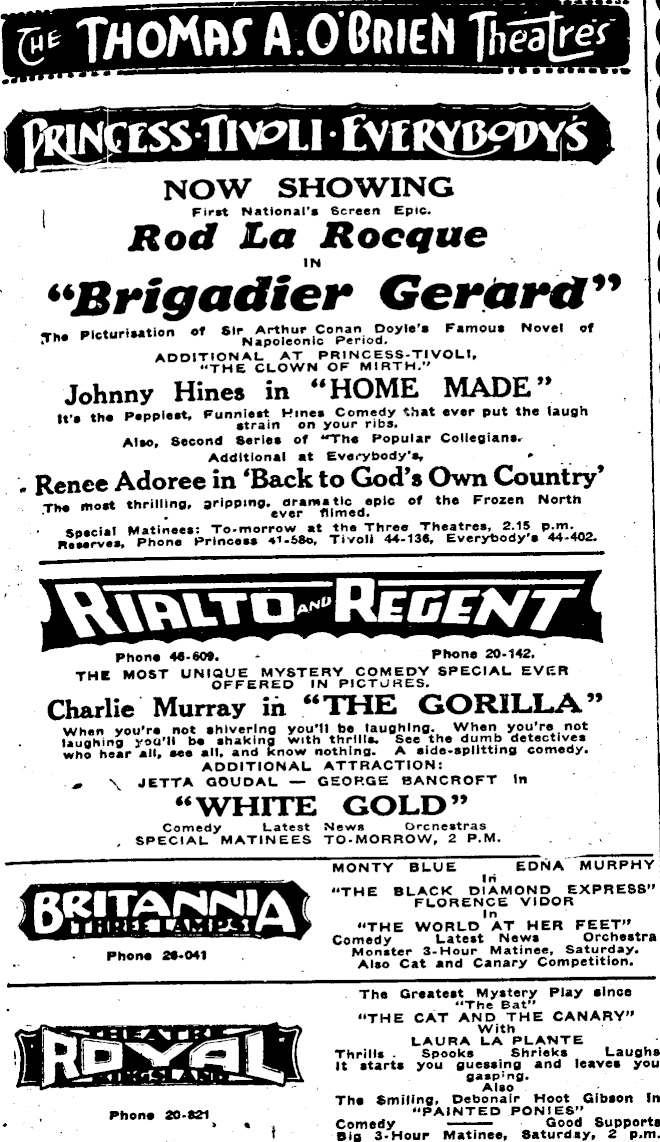 THE THOMAS A. O'BRIEN Theatres
PRINCESS·TIVOLI·EVERYBODY'S
NOW SHOWING
First National's Screen Epic.
Rod La Rocque
IN
"Brigadier Gerard"
The Picturisation of Sir Arthur Conan Doyle's Famous Novel of
Napoleonic Period.
ADDITIONAL AT PRINCESS-TIVOLI,
"THE CLOWN OF MIRTH."
Johnny Hines in "HOME MADE"
It's the Peppiest, Funniest Hines Comedy that ever put the laugh
strain on your ribs.
Also, Second Series of "The Popular Collegians.
Additional at Everybody's,
Renee Adoree in 'Back to God's Own Country'
The most thrilling, gripping, dramatic epic of the Frozen North
ever filmed.
Special Matinees: To-morrow at the Three Theatres, 2.15 p.m.
Reserves, Phone Princess 41-580, Tivoli 44-136, Everybody's 44-402.
RIALTO AND REGENT
Phone 46-609. Phone 20-142.
THE MOST UNIQUE MYSTERY COMEDY SPECIAL EVER
OFFERED IN PICTURES.
Charlie Murray in "THE GORILLA"
When you're not shivering you'll be laughing. When you're not
laughing you'll be shaking with thrills. See the dumb detectives
who hear all, see all, and know nothing. A side-splitting comedy.
ADDITIONAL ATTRACTION:
JETTA GOUDAL — GEORGE BANCROFT in
"WHITE GOLD"
Comedy Latest News Orchestras
SPECIAL MATINEES TO-MORROW, 2 P.M.
BRITANNIA
THREE LAMPS
Phone 26-041
MONTY BLUE EDNA MURPHY
In
"THE BLACK DIAMOND EXPRESS"
FLORENCE VIDOR
In
"THE WORLD AT HER FEET"
Comedy Latest News Orchestra
Monster 3-Hour Matinee, Saturday.
Also Cat and Canary Competition.
THEATRE
ROYAL
KINGSLAND
Phone 20-821
The Greatest Mystery Play since
"The Bat"
"THE CAT AND THE CANARY"
With
LAURA LA PLANTE
Thrills Spooks Shrieks Laughs
It starts you guessing and leaves you
gasping.
Also
The Smiling, Debonair Hoot Gibson in
"PAINTED PONIES"
Comedy —— Good Supports
Big 3-Hour Matinee, Saturday, 2 p.m.